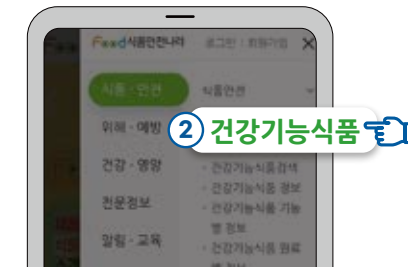 Food식품안전나라 로그인 | 회원가입 X
식품·안전 식품안전
위해·예방
② 건강기능식품
건강·영양 - 건강기능식품검색
- 건강기능식품 정보
전문정보 - 건강기능식품 기능
별 정보
알림·교육 - 건강기능식품 원료
별 정보